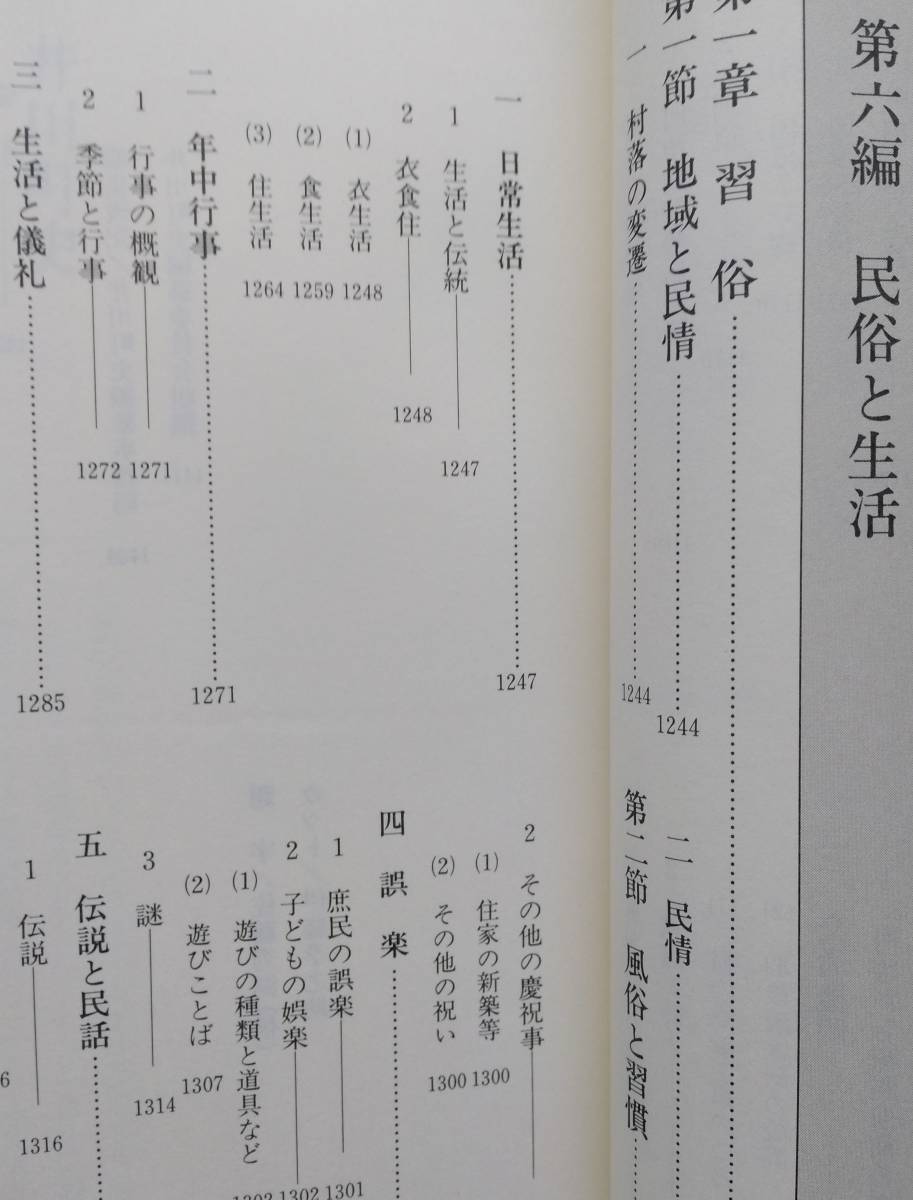 第六編 民俗と生活
第一章 習俗
第一節 地域と民情 1244
一 村落の変遷 1244
二 民情
第二節 風俗と習慣
一 日常生活 1247
1 生活と伝統 1247
2 衣食住 1248
(1) 衣生活 1248
(2) 食生活 1259
(3) 住生活 1264
二 年中行事 1271
1 行事の概観 1271
2 季節と行事 1272
三 生活と儀礼 1285
2 その他の慶祝事
(1) 住家の新築等 1300
(2) その他の祝い 1300
四 誤楽
1 庶民の誤楽 1301
2 子どもの娯楽 1302
(1) 遊びの種類と道具など
(2) 遊びことば 1307
3 謎 1314
五 伝説と民話
1 伝説 1316